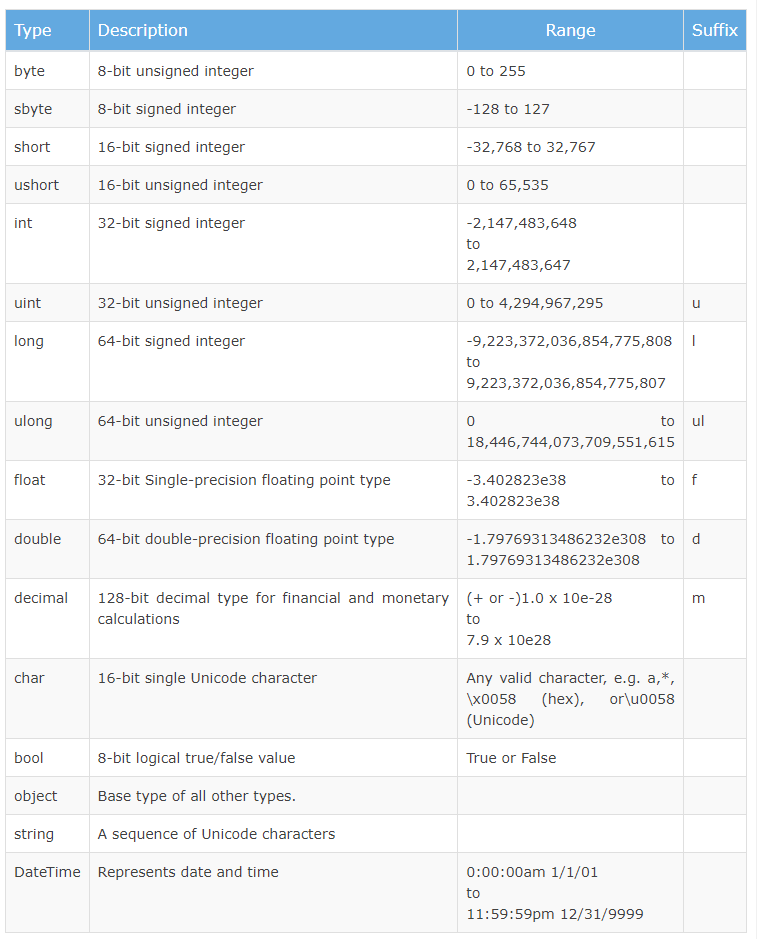 Type Description Range Suffix
byte 8-bit unsigned integer 0 to 255
sbyte 8-bit signed integer -128 to 127
short 16-bit signed integer -32,768 to 32,767
ushort 16-bit unsigned integer 0 to 65,535
int 32-bit signed integer -2,147,483,648
to
2,147,483,647
uint 32-bit unsigned integer 0 to 4,294,967,295 u
long 64-bit signed integer -9,223,372,036,854,775,808 l
to
9,223,372,036,854,775,807
ulong 64-bit unsigned integer 0 to ul
18,446,744,073,709,551,615
float 32-bit Single-precision floating point type -3.402823e38 to f
3.402823e38
double 64-bit double-precision floating point type -1.79769313486232e308 to d
1.79769313486232e308
decimal 128-bit decimal type for financial and monetary (+ or -)1.0 x 10e-28 m
calculations to
7.9 x 10e28
char 16-bit single Unicode character Any valid character, e.g. a,*,
\x0058 (hex), or\u0058
(Unicode)
bool 8-bit logical true/false value True or False
object Base type of all other types.
string A sequence of Unicode characters
DateTime Represents date and time 0:00:00am 1/1/01
to
11:59:59pm 12/31/9999